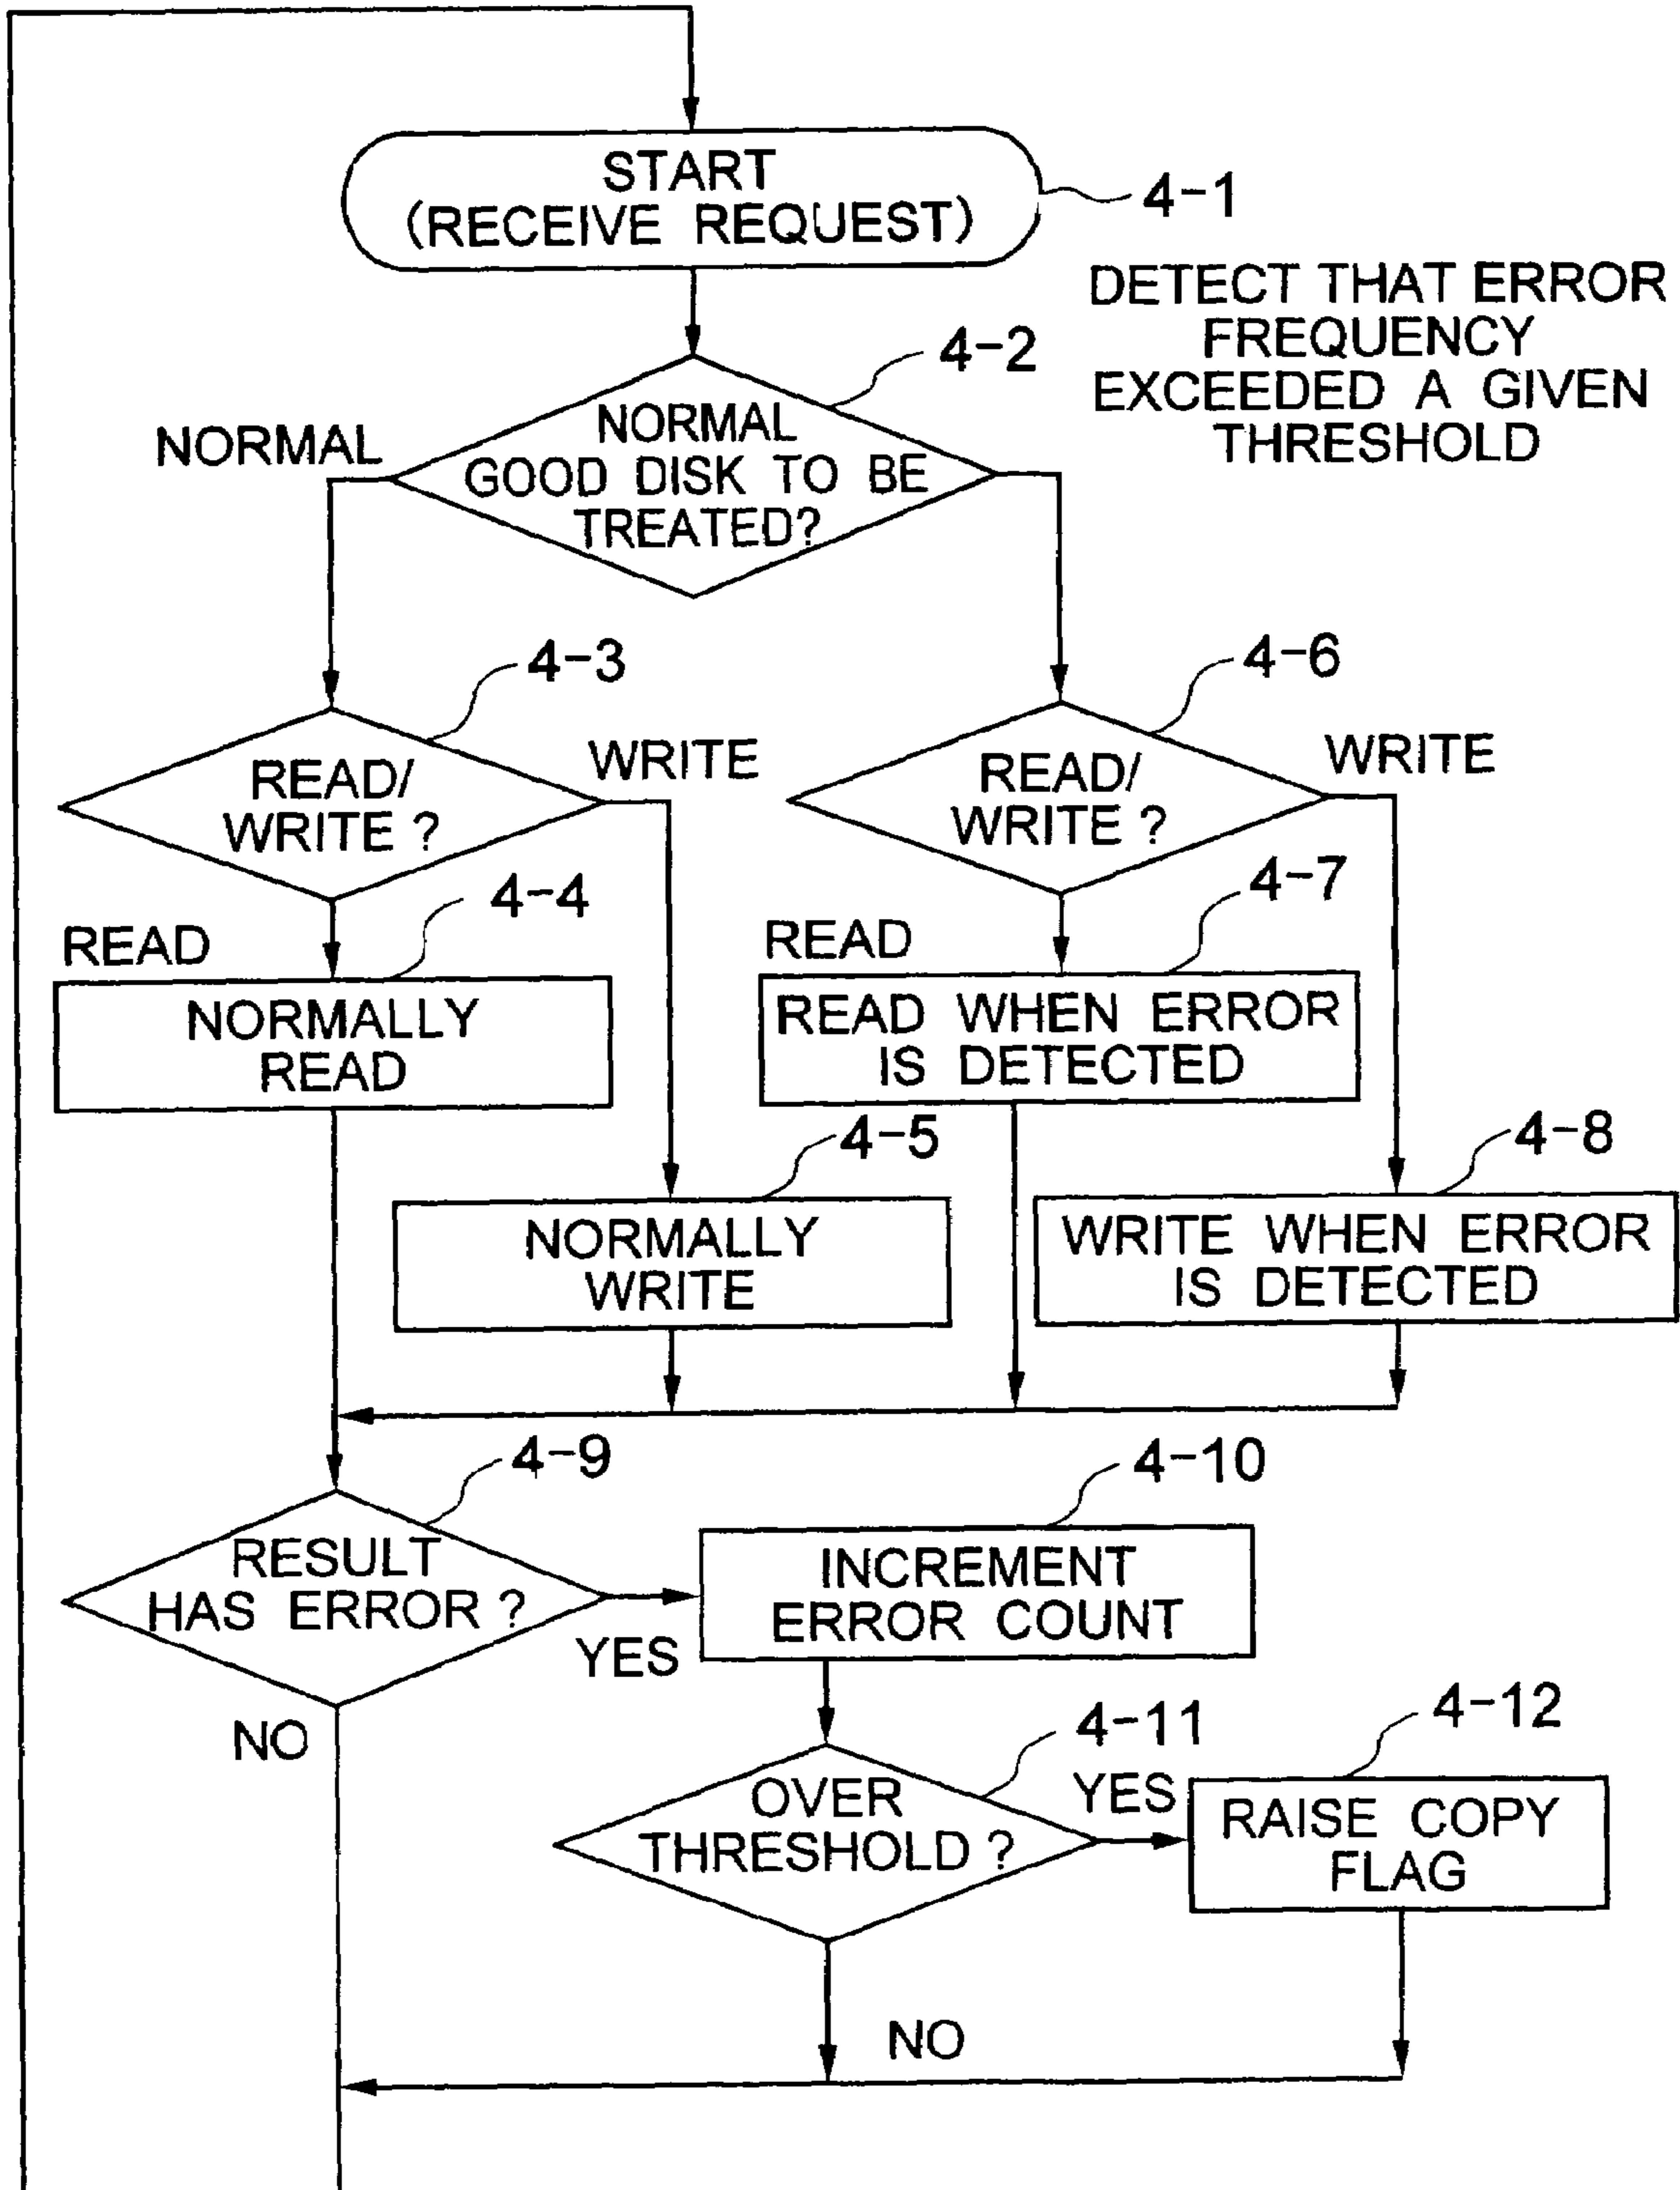 START
(RECEIVE REQUEST)
4-1
DETECT THAT ERROR
FREQUENCY
EXCEEDED A GIVEN
THRESHOLD
4-2
NORMAL
NORMAL
GOOD DISK TO BE
TREATED?
4-3
READ/
WRITE ?
WRITE
4-6
READ/
WRITE ?
WRITE
4-4
READ
NORMALLY
READ
4-7
READ
READ WHEN ERROR
IS DETECTED
4-5
NORMALLY
WRITE
4-8
WRITE WHEN ERROR
IS DETECTED
4-9
RESULT
HAS ERROR ?
YES
NO
4-10
INCREMENT
ERROR COUNT
4-11
OVER
THRESHOLD ?
YES
NO
4-12
RAISE COPY
FLAG